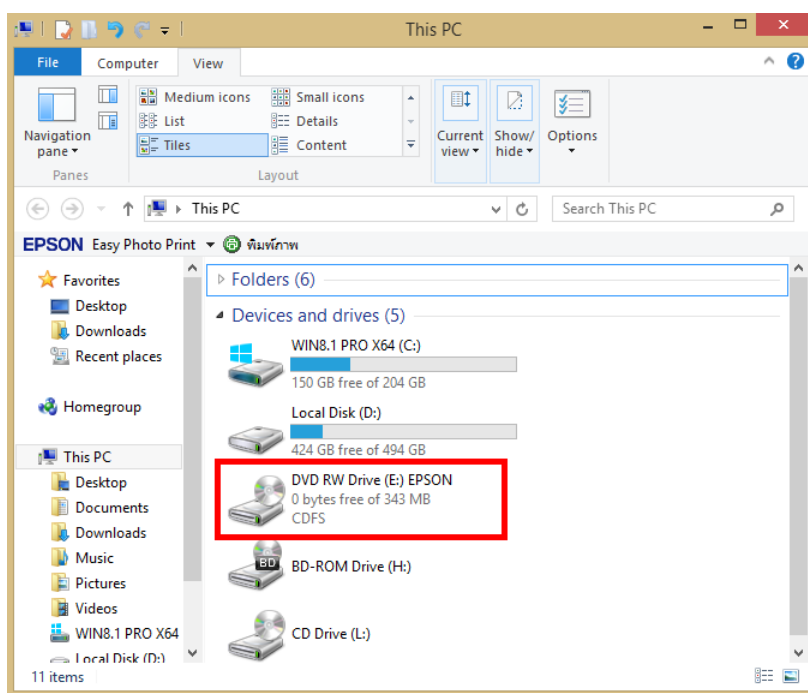 This PC
File Computer View
Medium icons Small icons
List Details
Tiles Content
Navigation pane
Current view
Show/ hide
Options
Panes Layout
This PC Search This PC
EPSON Easy Photo Print พิมพ์ภาพ
Favorites
Desktop
Downloads
Recent places
Homegroup
This PC
Desktop
Documents
Downloads
Music
Pictures
Videos
WIN8.1 PRO X64
Local Disk (D:)
Folders (6)
Devices and drives (5)
WIN8.1 PRO X64 (C:)
150 GB free of 204 GB
Local Disk (D:)
424 GB free of 494 GB
DVD RW Drive (E:) EPSON
0 bytes free of 343 MB
CDFS
BD
BD-ROM Drive (H:)
CD Drive (L:)
11 items